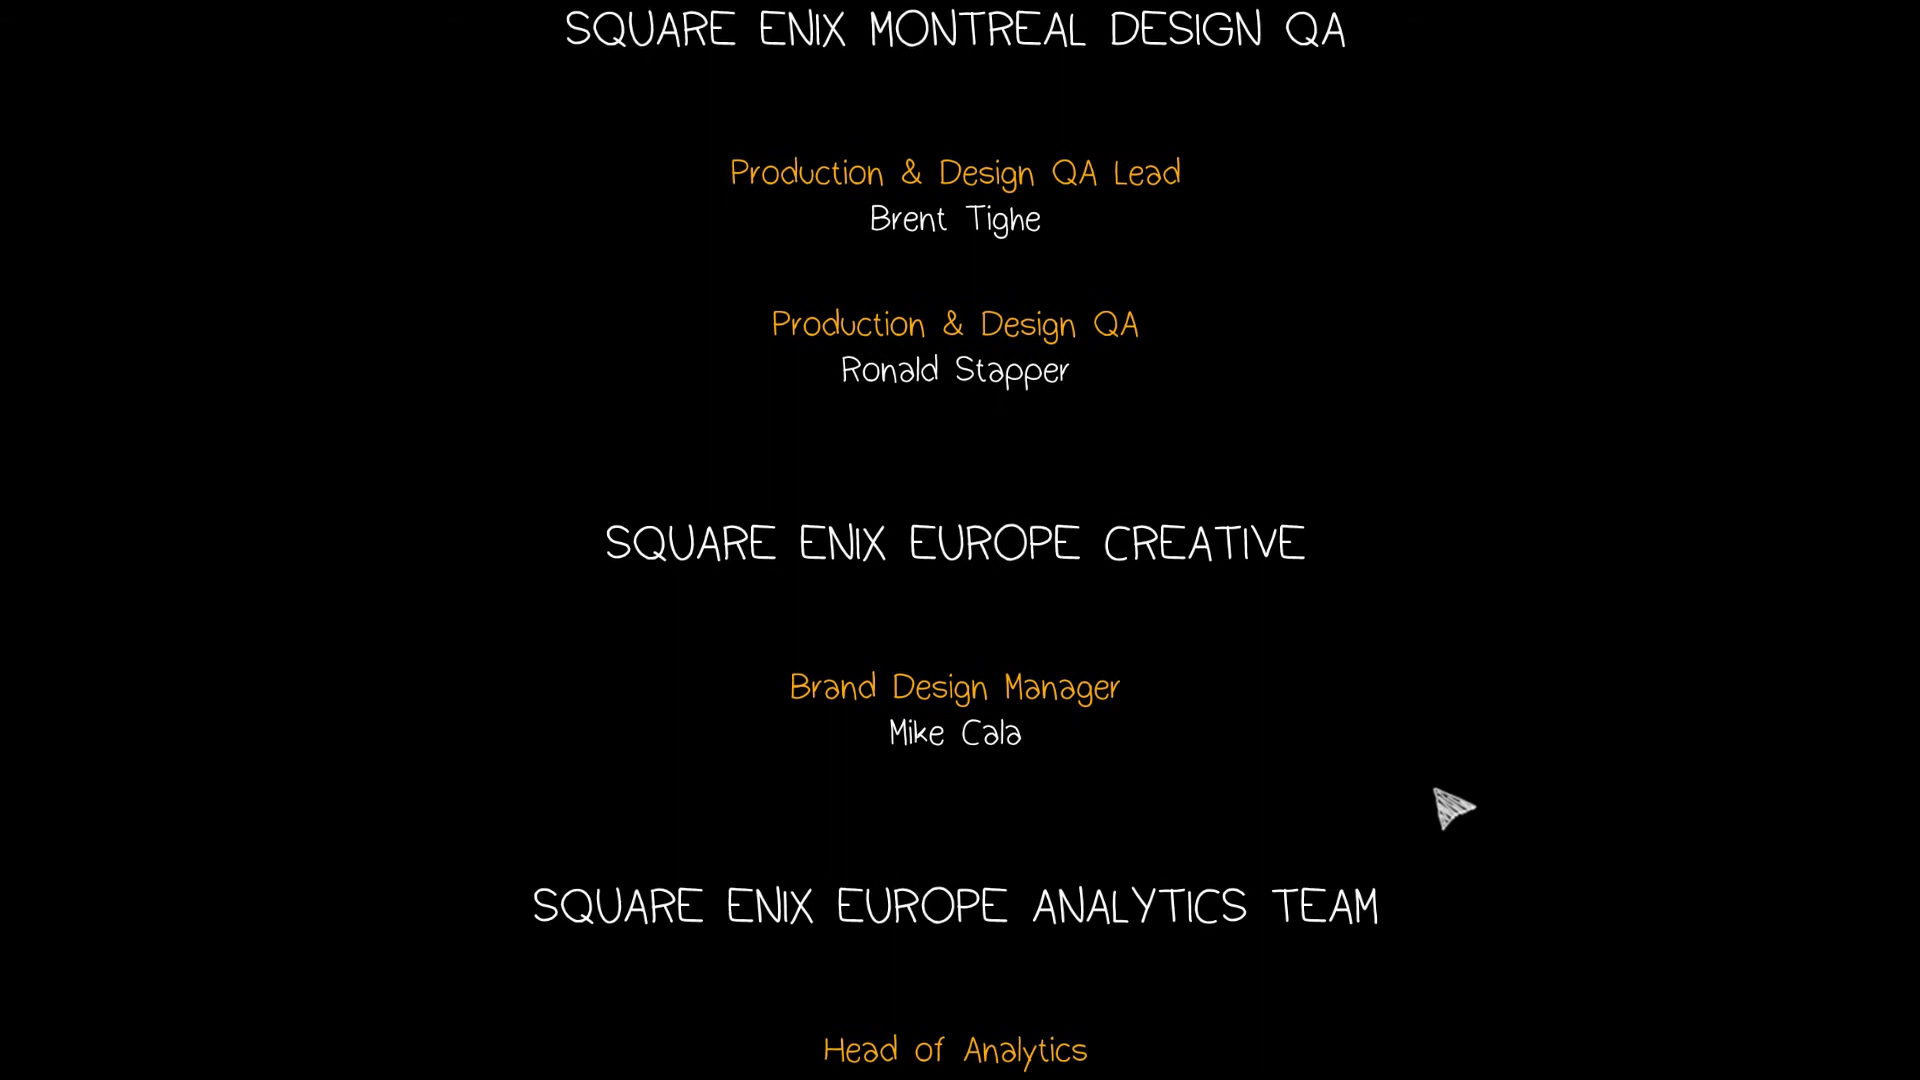 SQUARE ENIX MONTREAL DESIGN QA
Production & Design QA Lead
Brent Tighe
Production & Design QA
Ronald Stapper
SQUARE ENIX EUROPE CREATIVE
Brand Design Manager
Mike Cala
SQUARE ENIX EUROPE ANALYTICS TEAM
Head of Analytics